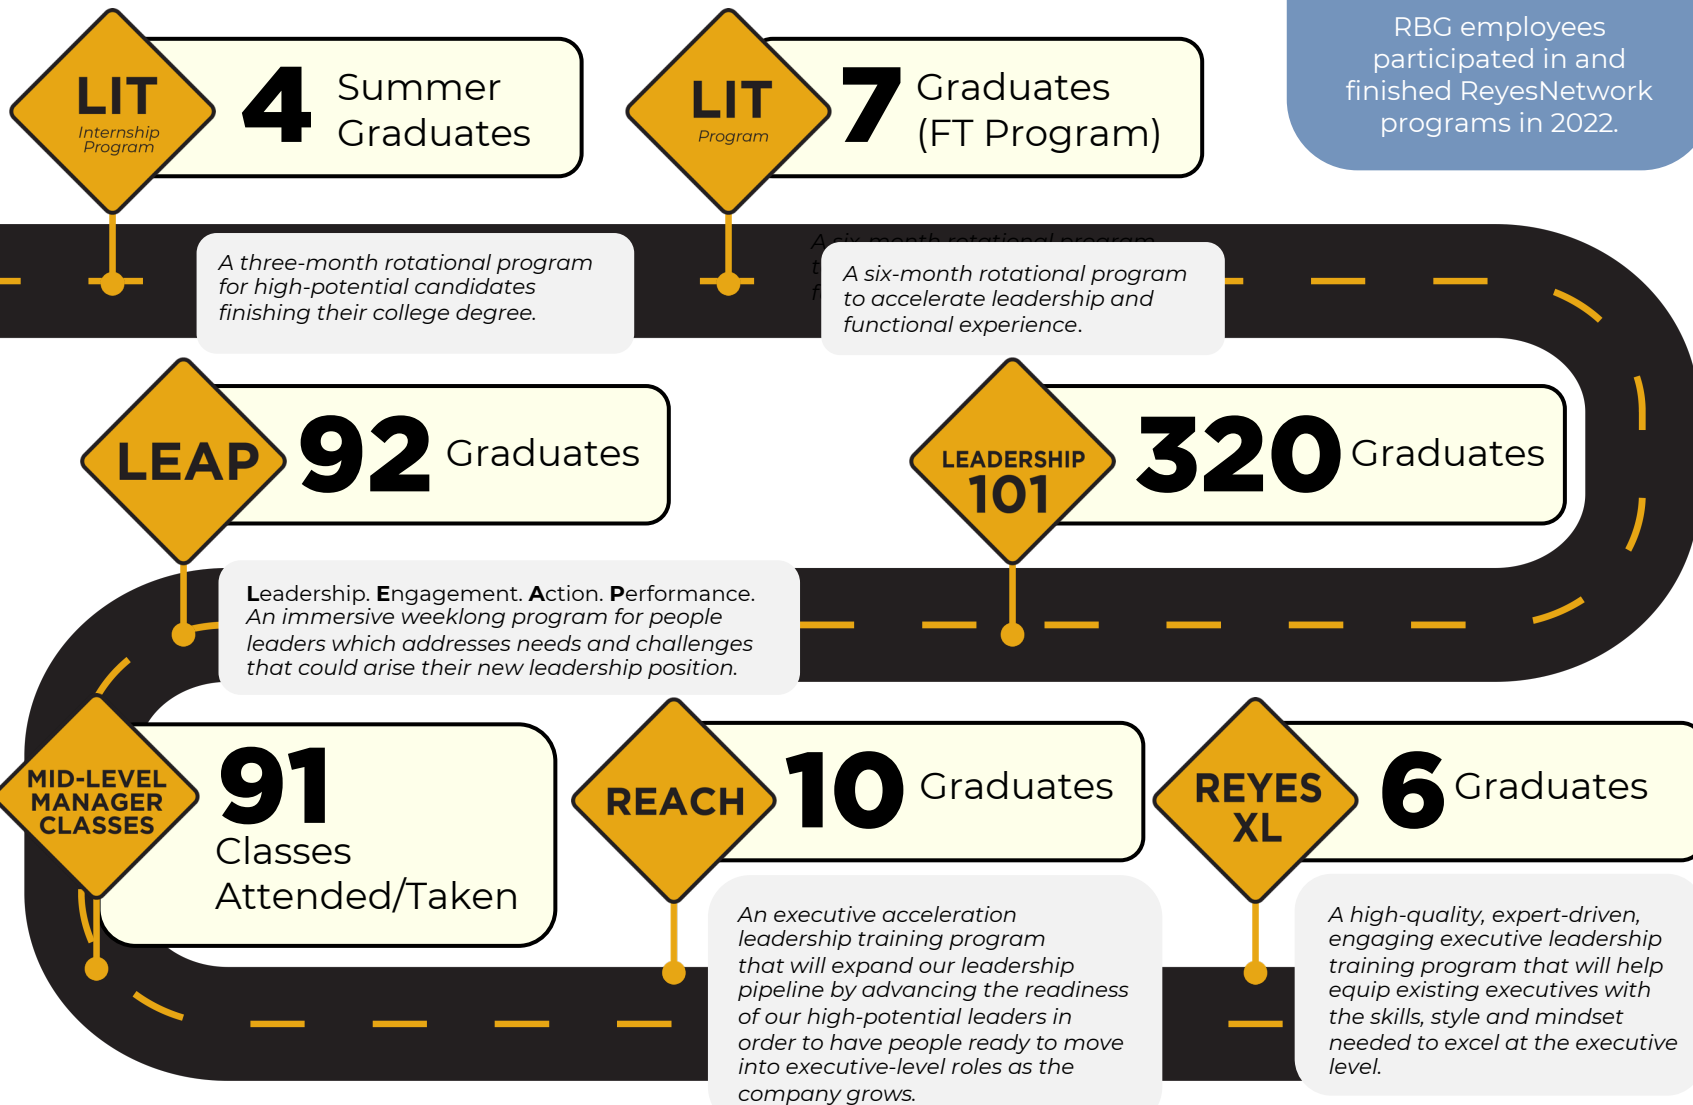 RBG employees
participated in and
finished ReyesNetwork
programs in 2022.
LIT
Internship
Program
4
Summer
Graduates
LIT
Program
7
Graduates
(FT Program)
A three-month rotational program
for high-potential candidates
finishing their college degree.
A six-month rotational program
A six-month rotational program
to accelerate leadership and
functional experience.
LEAP
92
Graduates
LEADERSHIP
101
320
Graduates
Leadership. Engagement. Action. Performance.
An immersive weeklong program for people
leaders which addresses needs and challenges
that could arise their new leadership position.
MID-LEVEL
MANAGER
CLASSES
91
Classes
Attended/Taken
REACH
10
Graduates
REYES
XL
6
Graduates
An executive acceleration
leadership training program
that will expand our leadership
pipeline by advancing the readiness
of our high-potential leaders in
order to have people ready to move
into executive-level roles as the
company grows.
A high-quality, expert-driven,
engaging executive leadership
training program that will help
equip existing executives with
the skills, style and mindset
needed to excel at the executive
level.